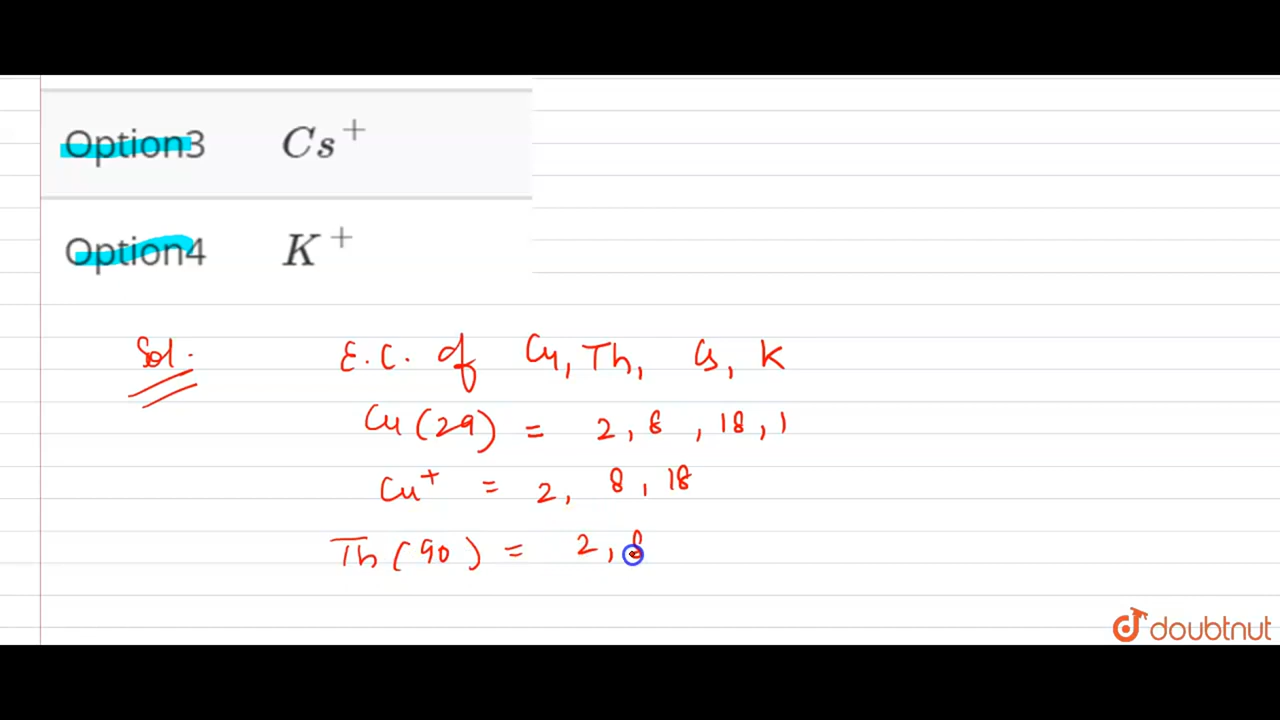 Option3 Cs⁺
Option4 K⁺
Sol. E.C. of Cu, Th, Cs, K
Cu (29) = 2, 8, 18, 1
Cu⁺ = 2, 8, 18
Th (90) = 2, 8
doubtnut